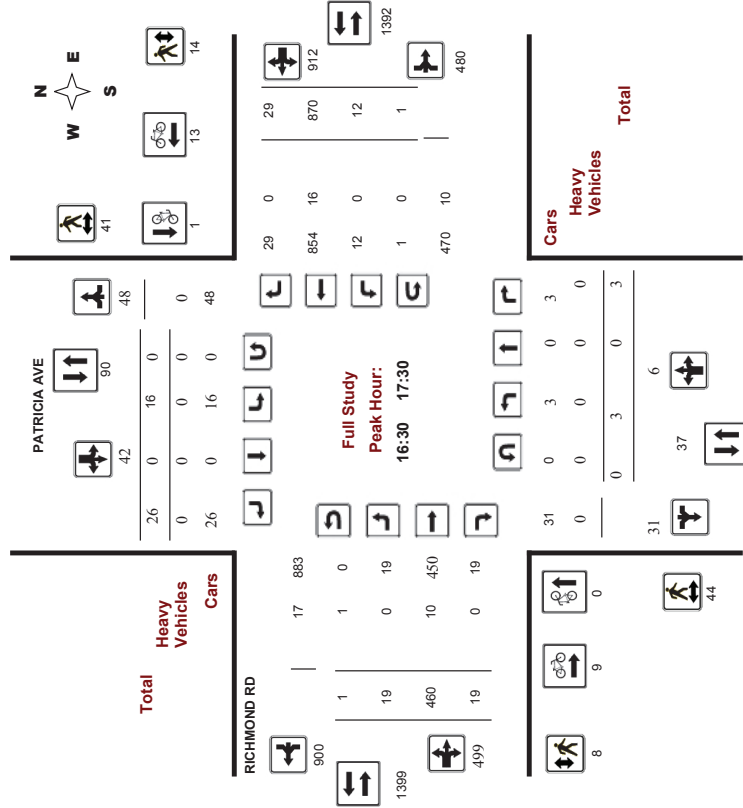 N
W E
S
41
1
13
14
PATRICIA AVE
42
90
48
26 0 16 0
0 0 0 0 0
26 0 16 0 48
Total
Heavy
Vehicles
Cars
912
1392
480
29 0 29
854 16 870
12 0 12
1 0 1
470 10
Full Study
Peak Hour:
16:30 17:30
RICHMOND RD
900
1399
499
17 883
1 1 0
19 0 19
460 10 450
19 0 19
Cars
Heavy
Vehicles
Total
31 0 3 0 3
0 0 0 0 0
0 3 0 3
31
37
6
8
9
0
44